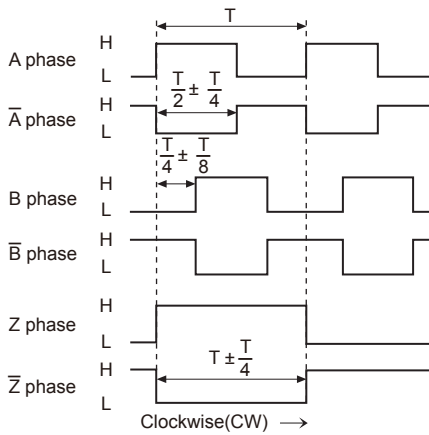 T
H
A phase
L
H
A̅ phase
L
T/2 ± T/4
T/4 ± T/8
H
B phase
L
H
B̅ phase
L
H
Z phase
L
T ± T/4
H
Z̅ phase
L
Clockwise(CW) →